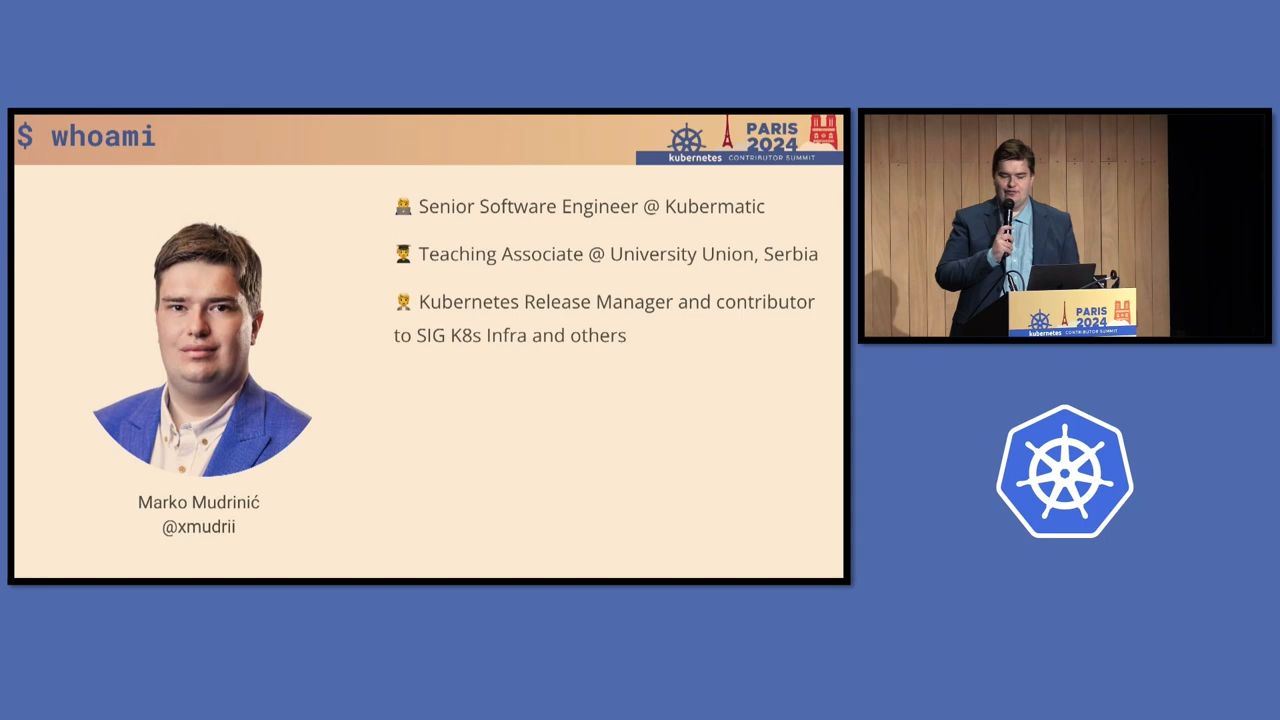 $ whoami
PARIS
2024
kubernetes CONTRIBUTOR SUMMIT
Senior Software Engineer @ Kubermatic
Teaching Associate @ University Union, Serbia
Kubernetes Release Manager and contributor
to SIG K8s Infra and others
Marko Mudrinić
@xmudrii
PARIS
2024
kubernetes CONTRIBUTOR SUMMIT